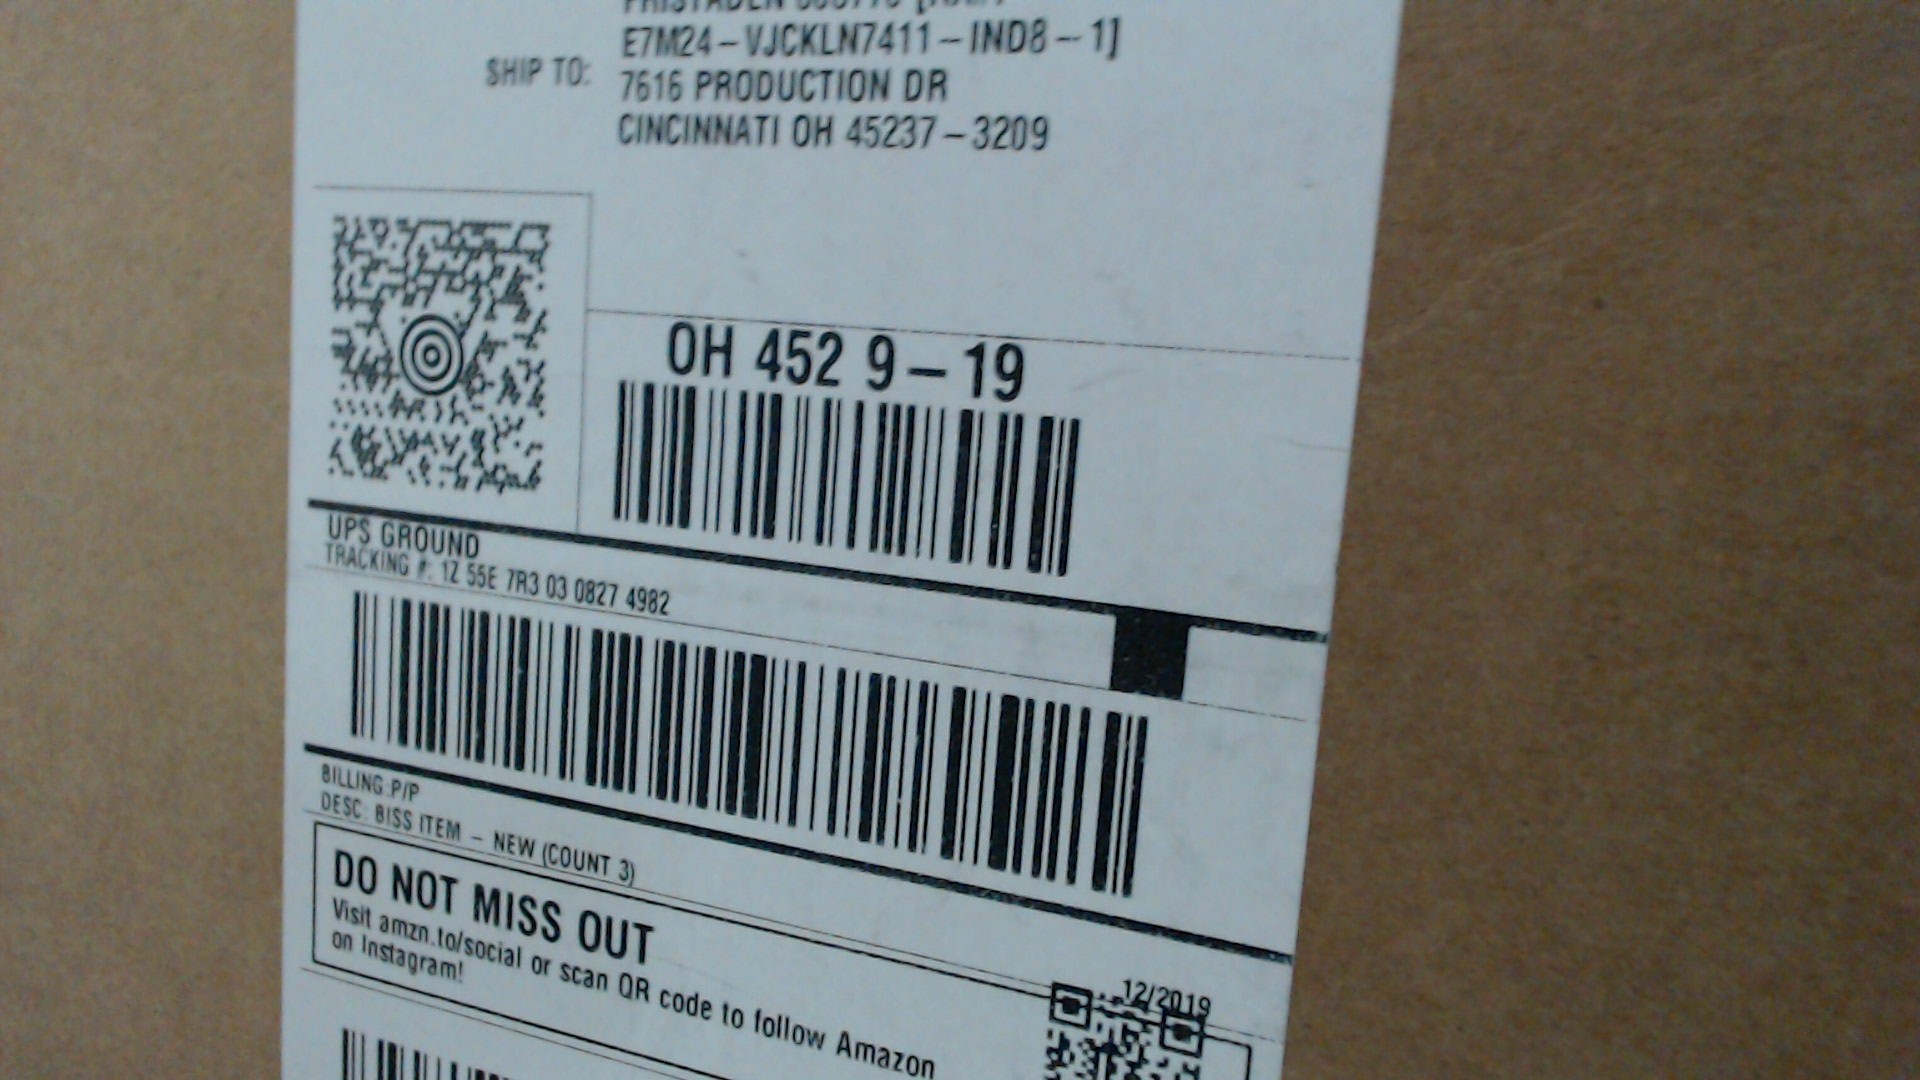 E7M24-VJCKLN7411-IND8-1]
SHIP TO: 7616 PRODUCTION DR
CINCINNATI OH 45237-3209
OH 452 9-19
UPS GROUND
TRACKING #: 1Z 55E 7R3 03 0827 4982
BILLING:P/P
DESC: BISS ITEM - NEW (COUNT 3)
DO NOT MISS OUT
Visit amzn.to/social or scan QR code to follow Amazon
on Instagram!
12/2019